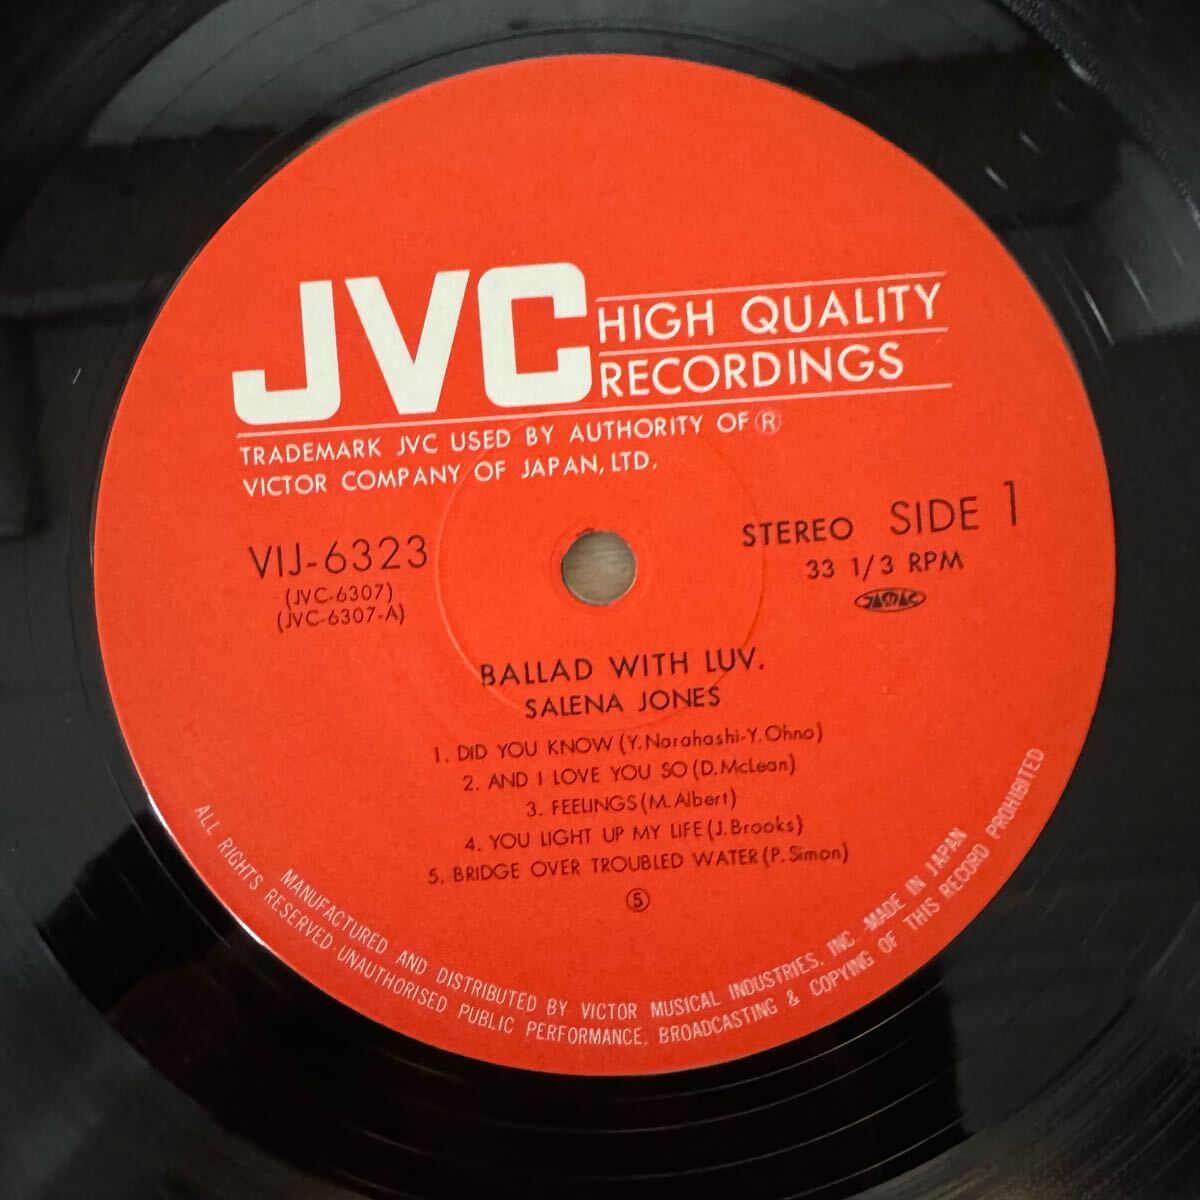 JVC HIGH QUALITY
RECORDINGS
TRADEMARK JVC USED BY AUTHORITY OF Ⓡ
VICTOR COMPANY OF JAPAN, LTD.
VIJ-6323
(JVC-6307)
(JVC-6307-A)
STEREO SIDE 1
33 1/3 RPM
JASRAC
BALLAD WITH LUV.
SALENA JONES
1. DID YOU KNOW (Y. Narahashi-Y. Ohno)
2. AND I LOVE YOU SO (D. McLean)
3. FEELINGS (M. Albert)
4. YOU LIGHT UP MY LIFE (J. Brooks)
5. BRIDGE OVER TROUBLED WATER (P. Simon)
⑤
MANUFACTURED AND DISTRIBUTED BY VICTOR MUSICAL INDUSTRIES, INC. MADE IN JAPAN
ALL RIGHTS RESERVED·UNAUTHORISED PUBLIC PERFORMANCE, BROADCASTING & COPYING OF THIS RECORD PROHIBITED